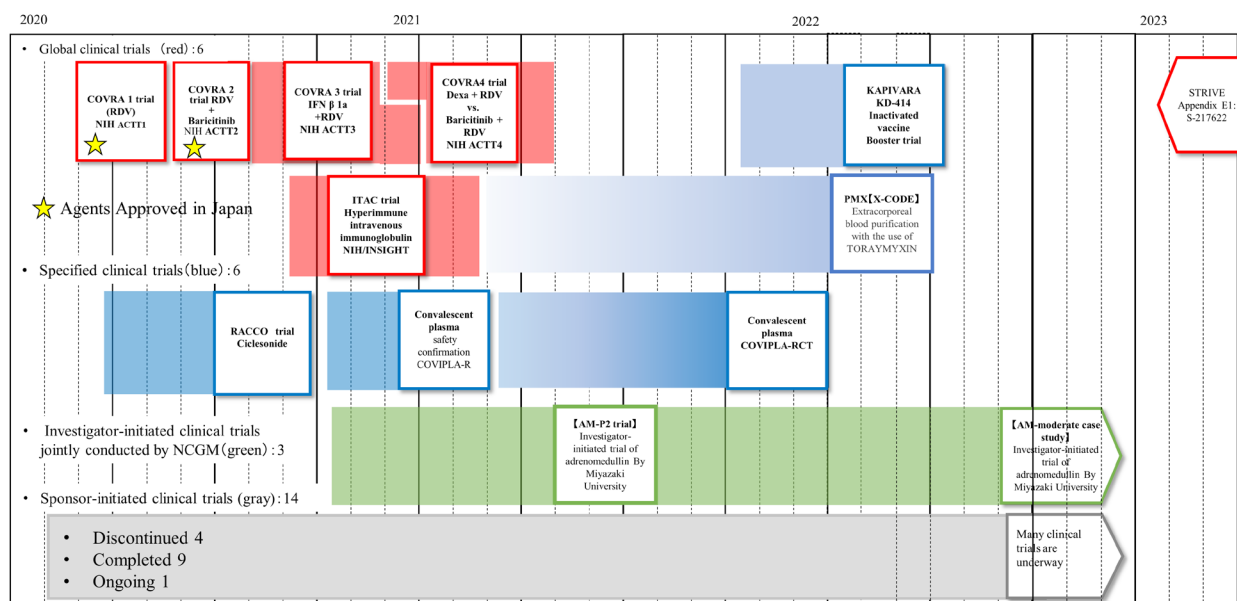 2020
2021
2022
2023
• Global clinical trials (red):6
COVRA 1 trial
(RDV)
NIH ACTT1
COVRA 2
trial RDV
+
Baricitinib
NIH ACTT2
COVRA 3 trial
IFN β 1a
+RDV
NIH ACTT3
COVRA4 trial
Dexa + RDV
vs.
Baricitinib +
RDV
NIH ACTT4
KAPIVARA
KD-414
Inactivated
vaccine
Booster trial
STRIVE
Appendix E1:
S-217622
Agents Approved in Japan
ITAC trial
Hyperimmune
intravenous
immunoglobulin
NIH/INSIGHT
PMX【X-CODE】
Extracorporeal
blood purification
with the use of
TORAYMYXIN
• Specified clinical trials(blue):6
RACCO trial
Ciclesonide
Convalescent
plasma
safety
confirmation
COVIPLA-R
Convalescent
plasma
COVIPLA-RCT
• Investigator-initiated clinical trials
jointly conducted by NCGM(green):3
【AM-P2 trial】
Investigator-
initiated trial of
adrenomedullin By
Miyazaki
University
【AM-moderate case
study】
Investigator-initiated
trial of
adrenomedullin By
Miyazaki University
• Sponsor-initiated clinical trials (gray):14
• Discontinued 4
• Completed 9
• Ongoing 1
Many clinical
trials are
underway